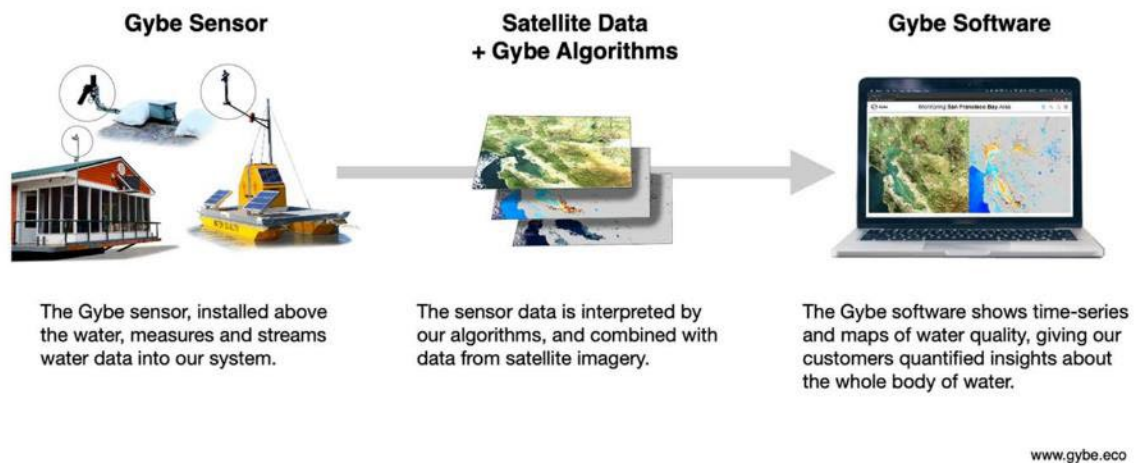 Gybe Sensor
Satellite Data
+ Gybe Algorithms
Gybe Software
Gybe
Monitoring San Francisco Bay Area
The Gybe sensor, installed above
the water, measures and streams
water data into our system.
The sensor data is interpreted by
our algorithms, and combined with
data from satellite imagery.
The Gybe software shows time-series
and maps of water quality, giving our
customers quantified insights about
the whole body of water.
www.gybe.eco